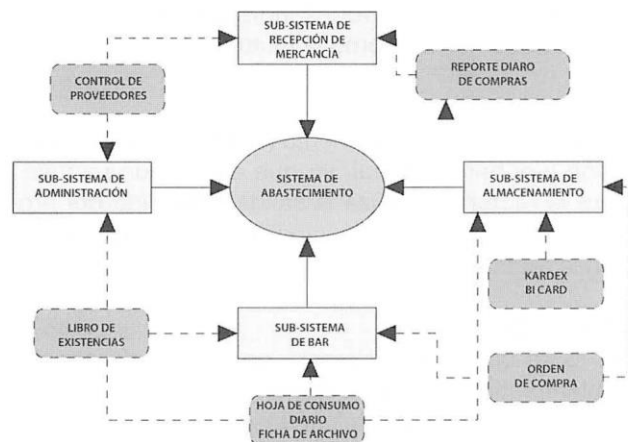 SUB-SISTEMA DE
RECEPCIÓN DE
MERCANCÌA
CONTROL DE
PROVEEDORES
REPORTE DIARO
DE COMPRAS
SUB-SISTEMA DE
ADMINISTRACIÓN
SISTEMA DE
ABASTECIMIENTO
SUB-SISTEMA DE
ALMACENAMIENTO
KARDEX
BI CARD
LIBRO DE
EXISTENCIAS
SUB-SISTEMA
DE BAR
ORDEN
DE COMPRA
HOJA DE CONSUMO
DIARIO
FICHA DE ARCHIVO